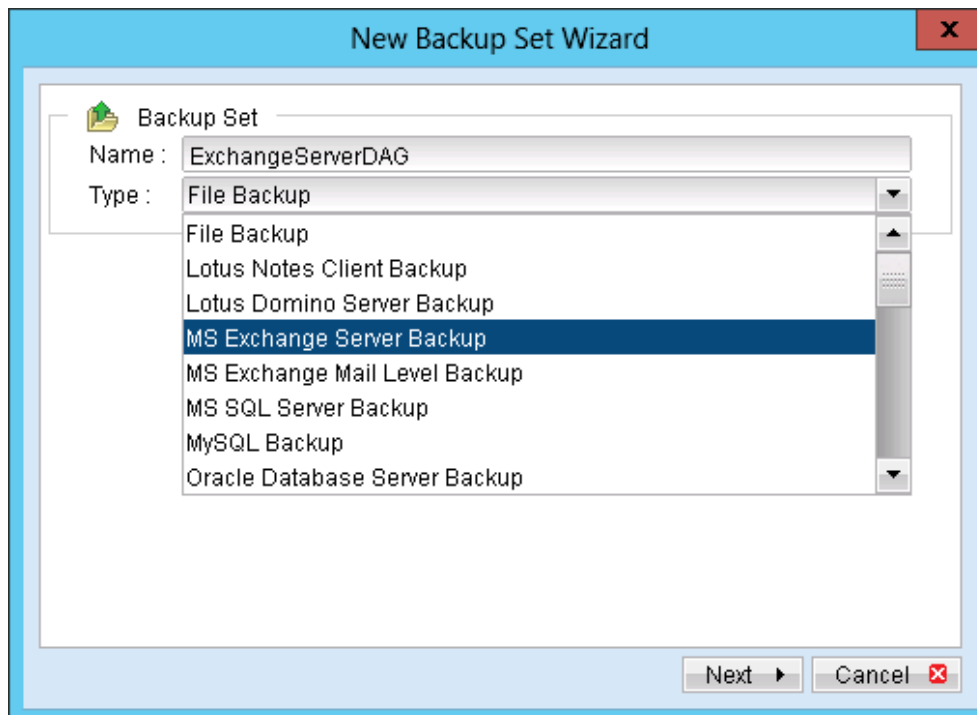 New Backup Set Wizard
x
Backup Set
Name : ExchangeServerDAG
Type : File Backup
File Backup
Lotus Notes Client Backup
Lotus Domino Server Backup
MS Exchange Server Backup
MS Exchange Mail Level Backup
MS SQL Server Backup
MySQL Backup
Oracle Database Server Backup
Next Cancel